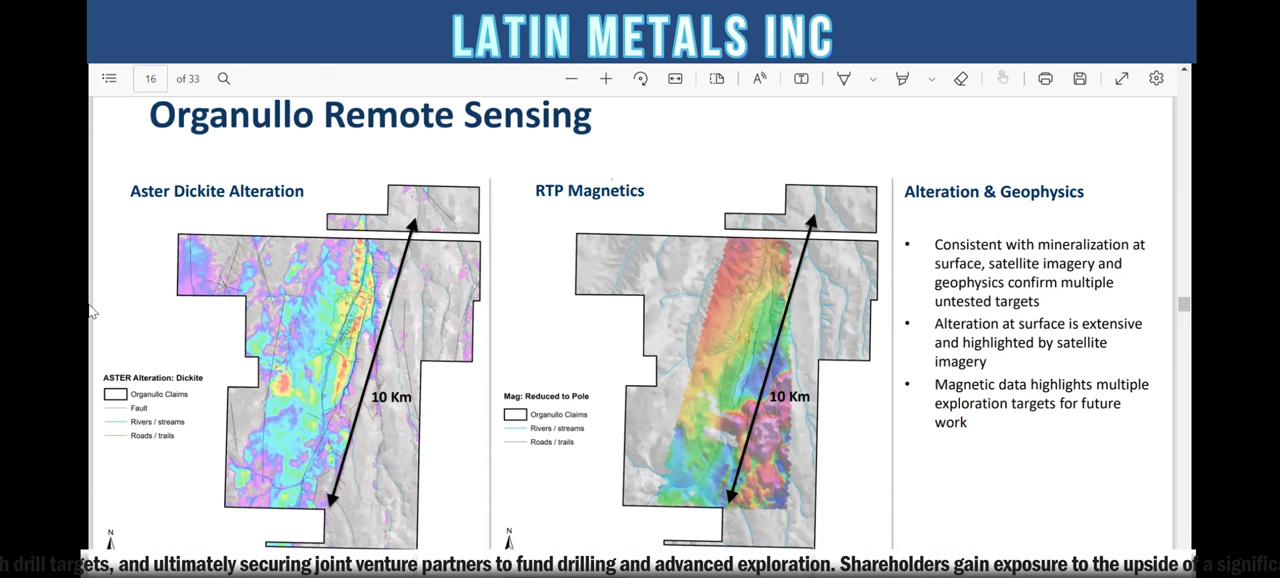 LATIN METALS INC
16 of 33
Organullo Remote Sensing
Aster Dickite Alteration
10 Km
ASTER Alteration: Dickite
Organullo Claims
Fault
Rivers / streams
Roads / trails
N
RTP Magnetics
10 Km
Mag: Reduced to Pole
Organullo Claims
Rivers / streams
Roads / trails
N
Alteration & Geophysics
• Consistent with mineralization at
surface, satellite imagery and
geophysics confirm multiple
untested targets
• Alteration at surface is extensive
and highlighted by satellite
imagery
• Magnetic data highlights multiple
exploration targets for future
work
h drill targets, and ultimately securing joint venture partners to fund drilling and advanced exploration. Shareholders gain exposure to the upside of a signific